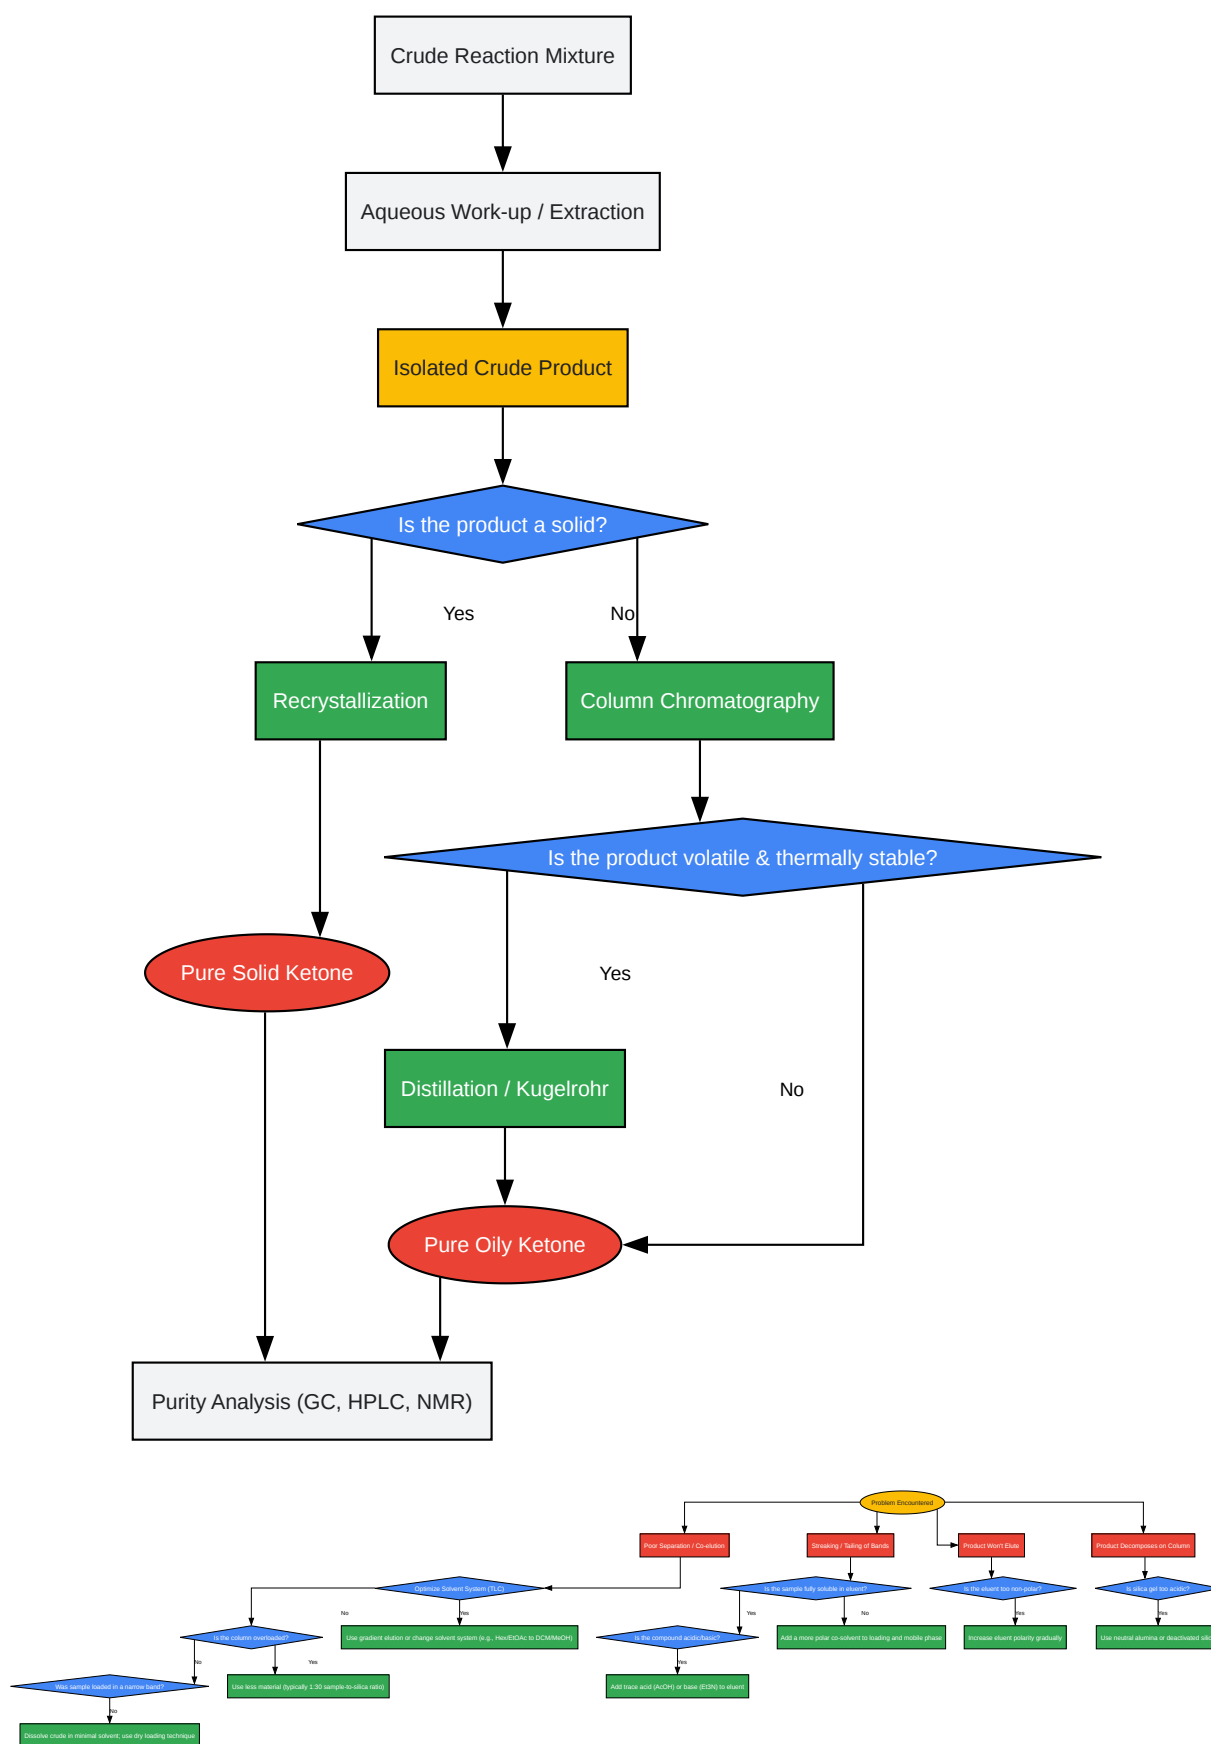 Crude Reaction Mixture
Aqueous Work-up / Extraction
Isolated Crude Product
Is the product a solid?
Yes
No
Recrystallization
Column Chromatography
Is the product volatile & thermally stable?
Pure Solid Ketone
Yes
Distillation / Kugelrohr
No
Pure Oily Ketone
Purity Analysis (GC, HPLC, NMR)
Problem Encountered
Poor Separation / Co-elution
Streaking / Tailing of Bands
Product Won't Elute
Product Decomposes on Column
Optimize Solvent System (TLC)
Is the sample fully soluble in eluent?
Is the eluent too non-polar?
Is silica gel too acidic?
No
Yes
Yes
No
Yes
Yes
Is the column overloaded?
Use gradient elution or change solvent system (e.g., Hex/EtOAc to DCM/MeOH)
Is the compound acidic/basic?
Add a more polar co-solvent to loading and mobile phase
Increase eluent polarity gradually
Use neutral alumina or deactivated silic
No
Yes
Yes
Was sample loaded in a narrow band?
Use less material (typically 1:30 sample-to-silica ratio)
Add trace acid (AcOH) or base (Et3N) to eluent
No
Dissolve crude in minimal solvent; use dry loading technique